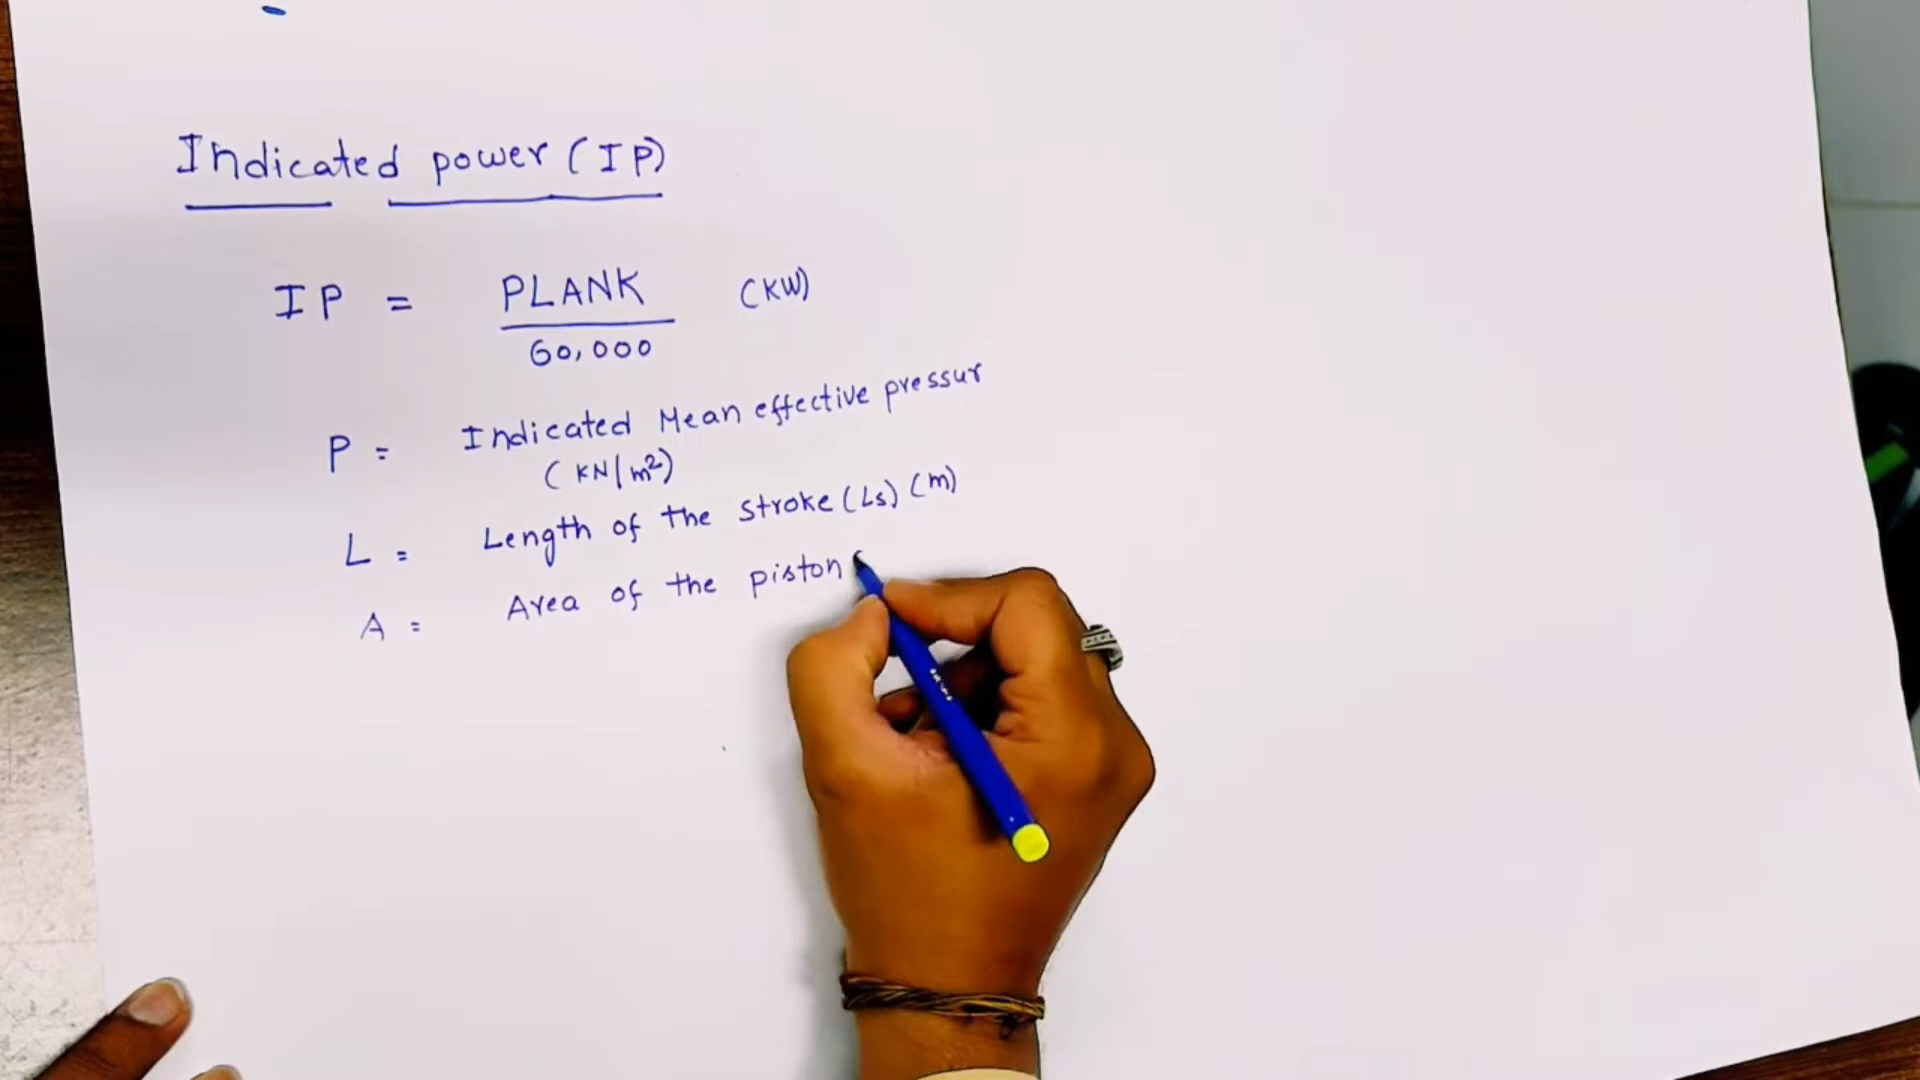 Indicated power (IP)
IP = PLANK (KW)
60,000
P = Indicated Mean effective pressur
(KN/m²)
L = Length of the stroke (Ls) (m)
A = Area of the piston